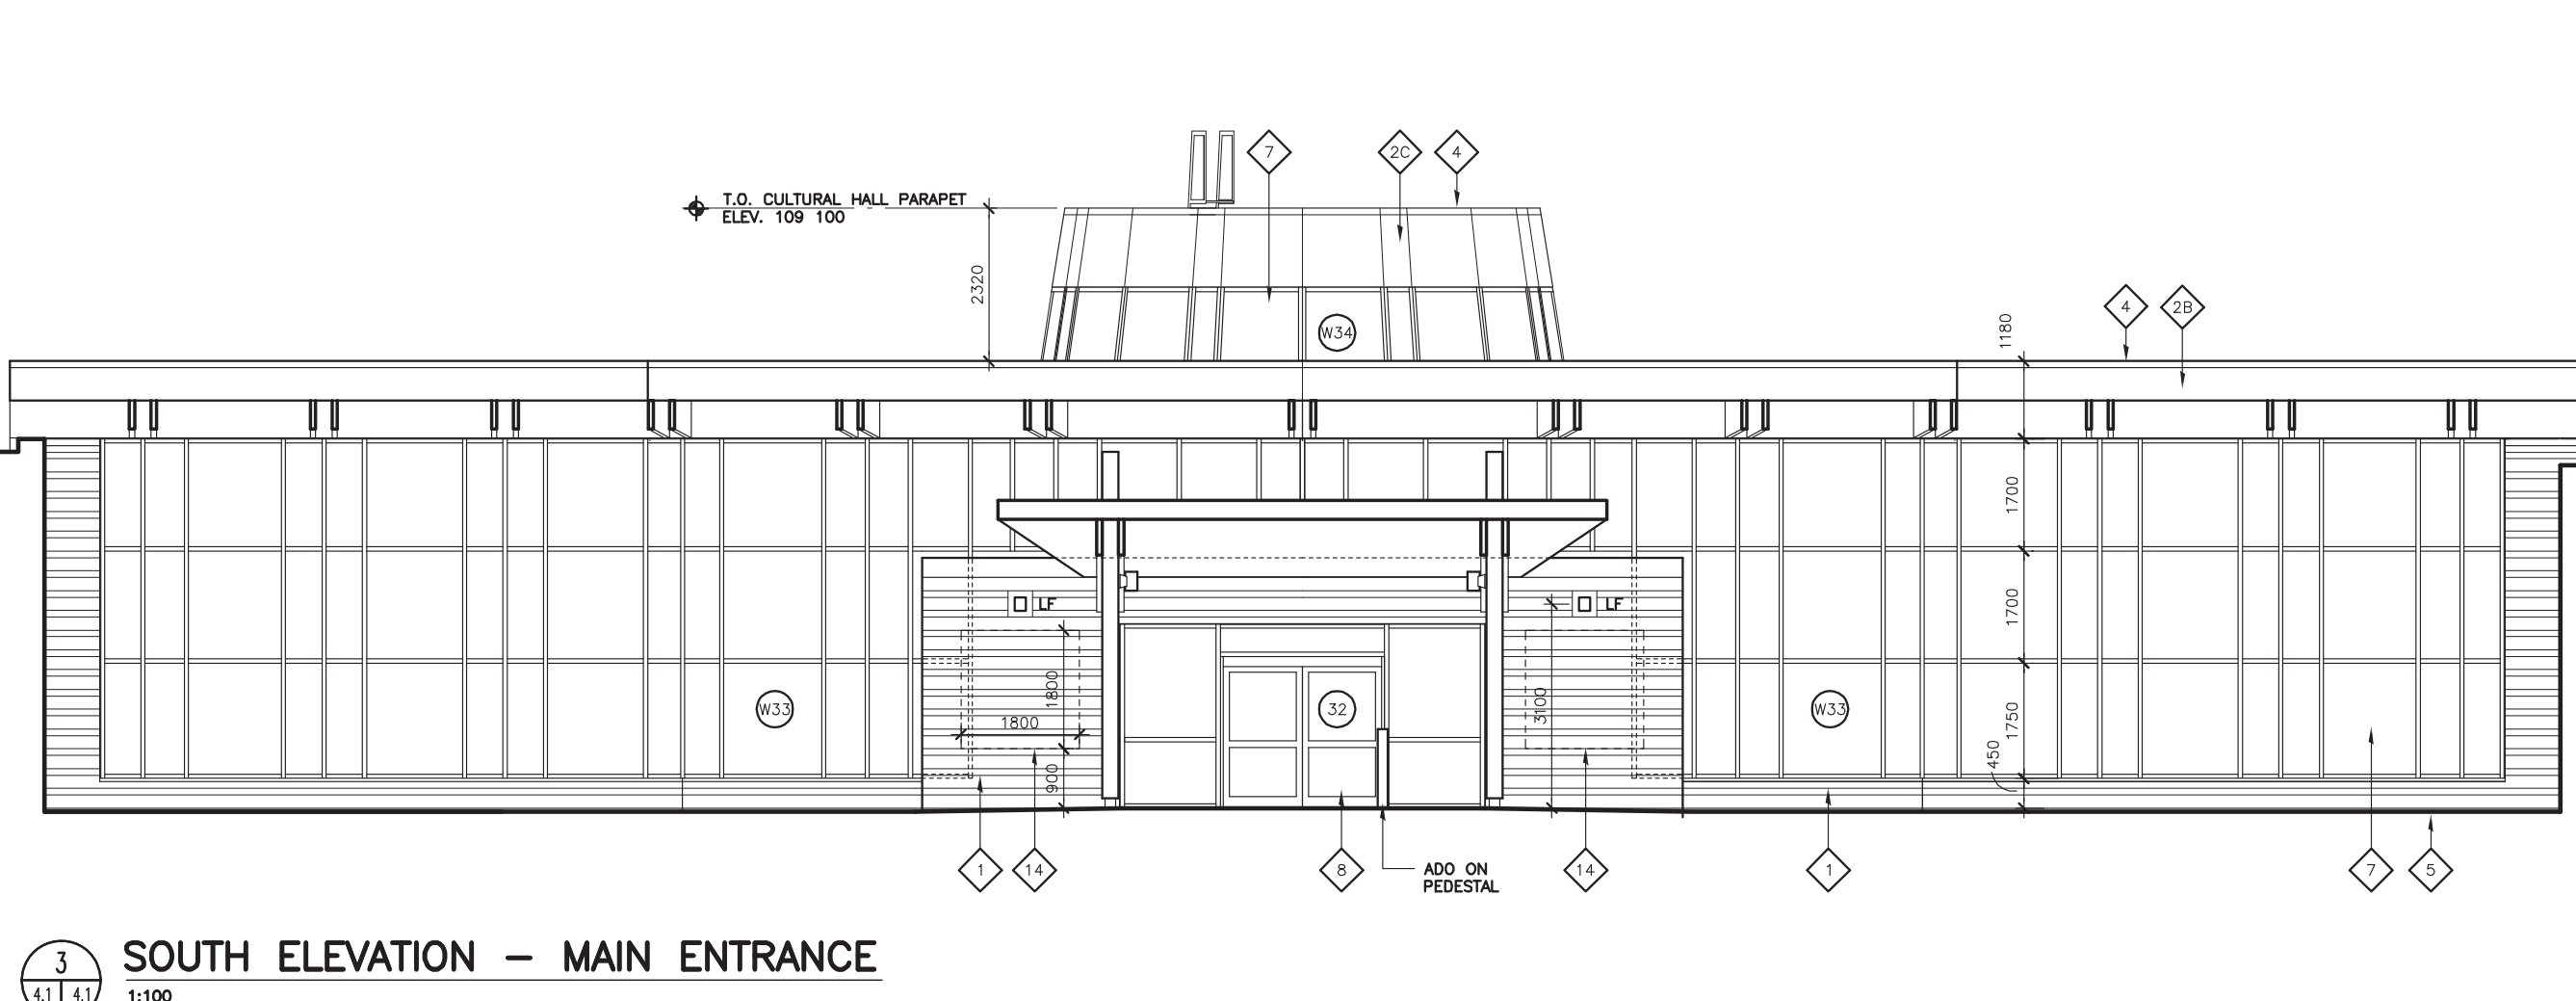 7
2C
4
T.O. CULTURAL HALL PARAPET
ELEV. 109 100
2320
W34
4
2B
1180
1700
LF
LF
1700
1800
W33
1800
32
3100
W33
1750
450
900
1
14
8
ADO ON
PEDESTAL
14
1
7
5
3
4.1 4.1
SOUTH ELEVATION – MAIN ENTRANCE
1:100